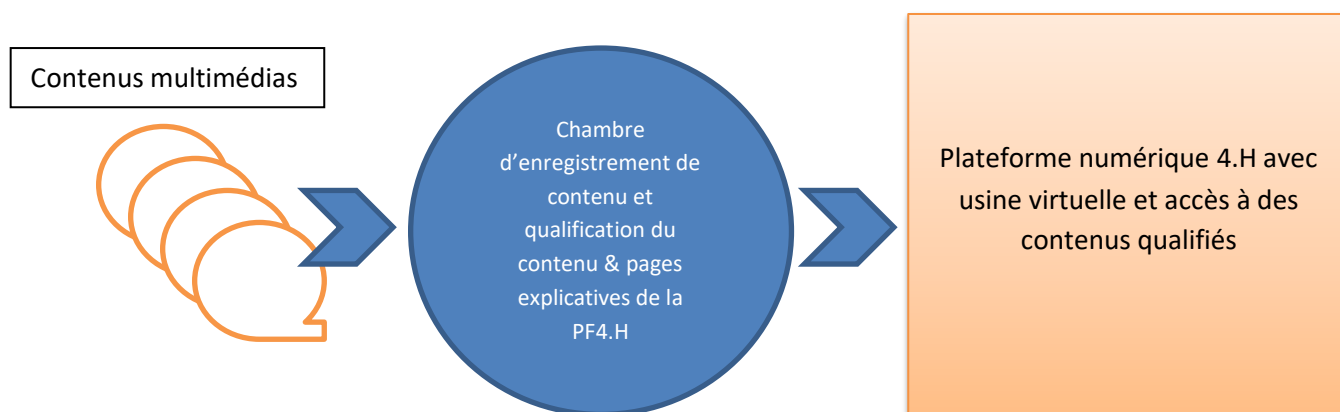 Contenus multimédias
Chambre
d’enregistrement de
contenu et
qualification du
contenu & pages
explicatives de la
PF4.H
Plateforme numérique 4.H avec
usine virtuelle et accès à des
contenus qualifiés